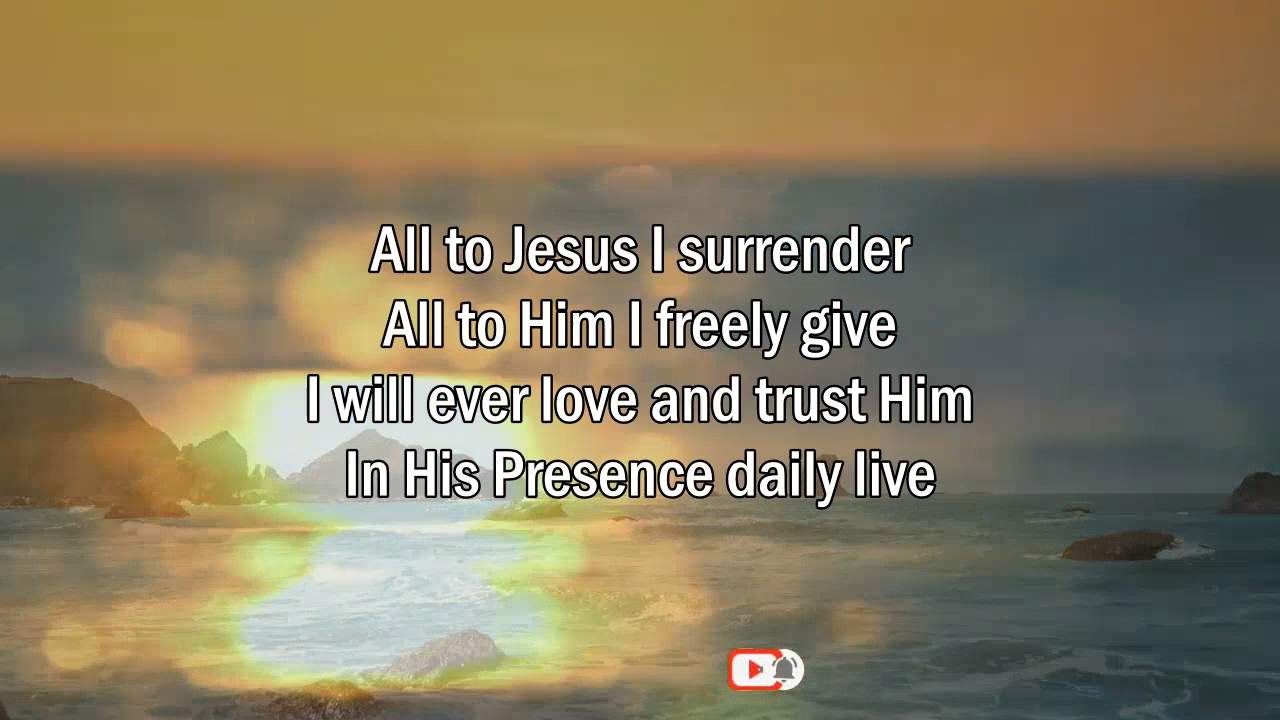 All to Jesus I surrender
All to Him I freely give
I will ever love and trust Him
In His Presence daily live